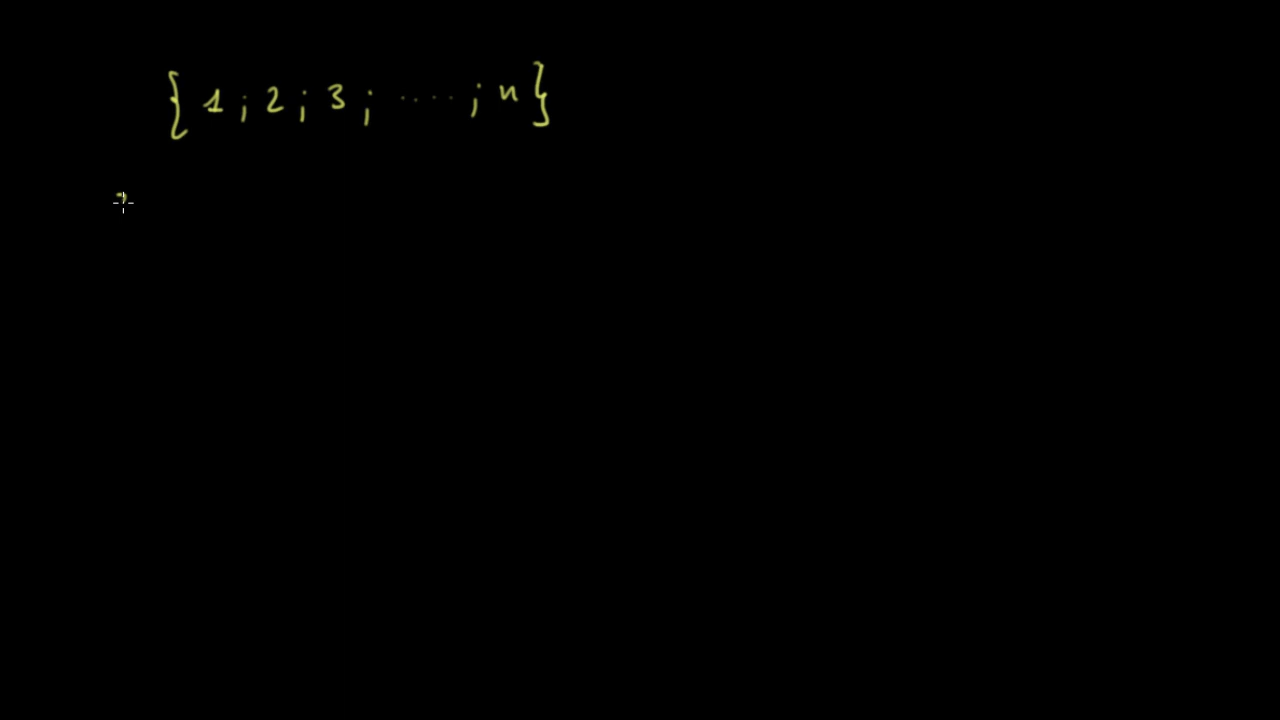 { 1 ; 2 ; 3 ; ..... ; n }